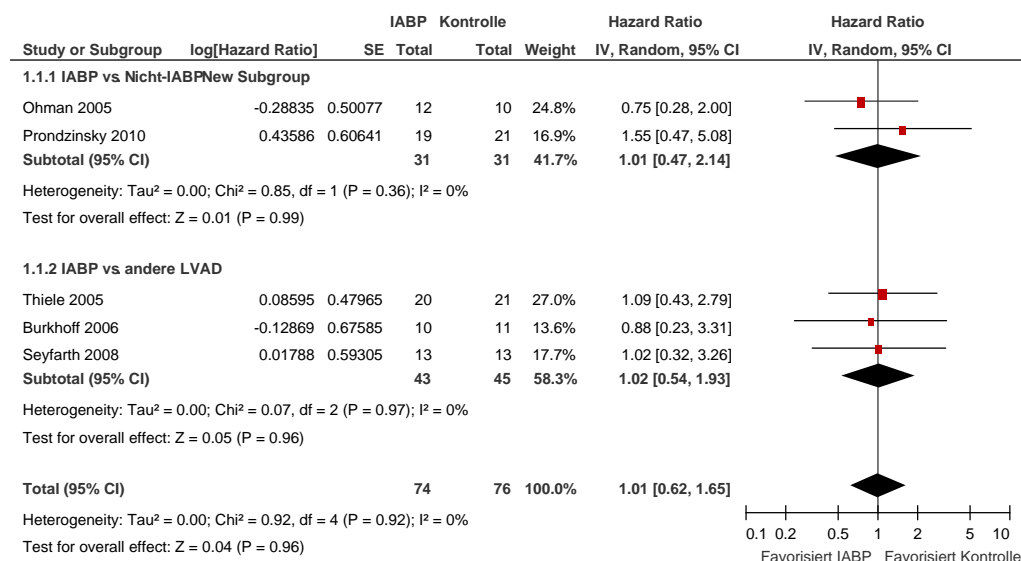 IABP Kontrolle Hazard Ratio Hazard Ratio
Study or Subgroup log[Hazard Ratio] SE Total Total Weight IV, Random, 95% CI IV, Random, 95% CI
1.1.1 IABP vs. Nicht-IABPNew Subgroup
Ohman 2005 -0.28835 0.50077 12 10 24.8% 0.75 [0.28, 2.00]
Prondzinsky 2010 0.43586 0.60641 19 21 16.9% 1.55 [0.47, 5.08]
Subtotal (95% CI) 31 31 41.7% 1.01 [0.47, 2.14]
Heterogeneity: Tau² = 0.00; Chi² = 0.85, df = 1 (P = 0.36); I² = 0%
Test for overall effect: Z = 0.01 (P = 0.99)
1.1.2 IABP vs. andere LVAD
Thiele 2005 0.08595 0.47965 20 21 27.0% 1.09 [0.43, 2.79]
Burkhoff 2006 -0.12869 0.67585 10 11 13.6% 0.88 [0.23, 3.31]
Seyfarth 2008 0.01788 0.59305 13 13 17.7% 1.02 [0.32, 3.26]
Subtotal (95% CI) 43 45 58.3% 1.02 [0.54, 1.93]
Heterogeneity: Tau² = 0.00; Chi² = 0.07, df = 2 (P = 0.97); I² = 0%
Test for overall effect: Z = 0.05 (P = 0.96)
Total (95% CI) 74 76 100.0% 1.01 [0.62, 1.65]
Heterogeneity: Tau² = 0.00; Chi² = 0.92, df = 4 (P = 0.92); I² = 0%
Test for overall effect: Z = 0.04 (P = 0.96)
0.1 0.2 0.5 1 2 5 10
Favorisiert IABP Favorisiert Kontrolle